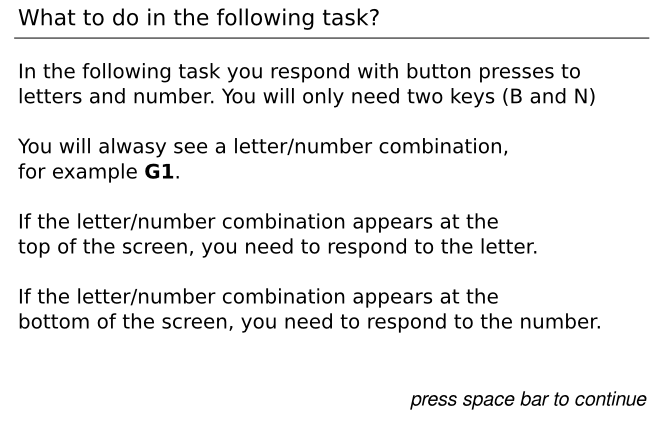 What to do in the following task?
In the following task you respond with button presses to
letters and number. You will only need two keys (B and N)
You will alwasy see a letter/number combination,
for example G1.
If the letter/number combination appears at the
top of the screen, you need to respond to the letter.
If the letter/number combination appears at the
bottom of the screen, you need to respond to the number.
press space bar to continue